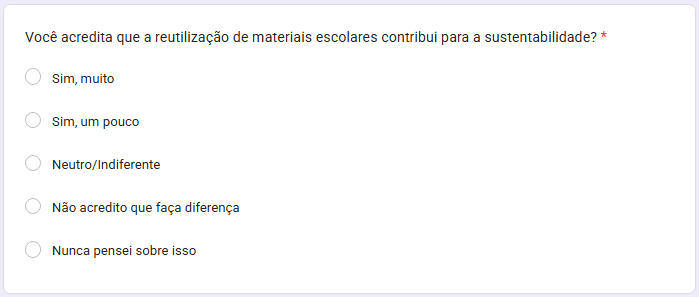 Você acredita que a reutilização de materiais escolares contribui para a sustentabilidade? *
Sim, muito
Sim, um pouco
Neutro/Indiferente
Não acredito que faça diferença
Nunca pensei sobre isso